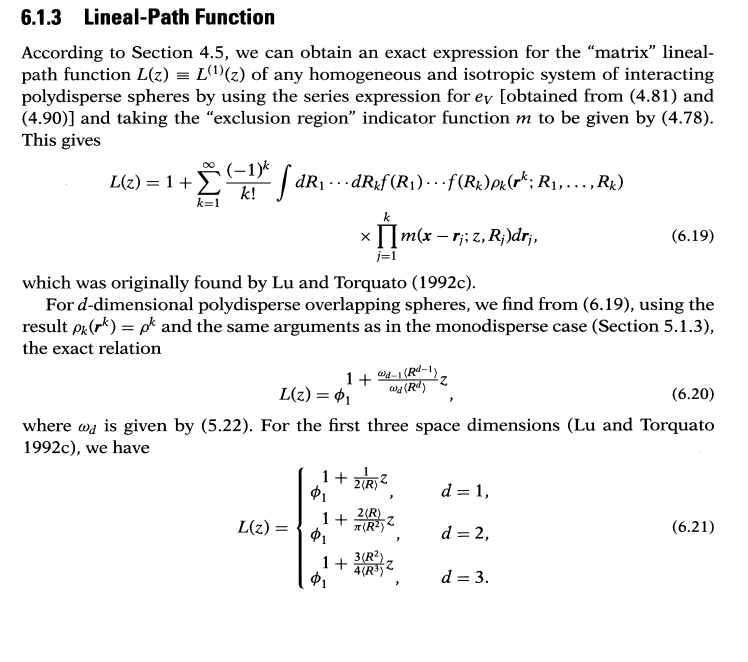 6.1.3 Lineal-Path Function
According to Section 4.5, we can obtain an exact expression for the “matrix” lineal-
path function L(z) ≡ L⁽¹⁾(z) of any homogeneous and isotropic system of interacting
polydisperse spheres by using the series expression for e_V [obtained from (4.81) and
(4.90)] and taking the “exclusion region” indicator function m to be given by (4.78).
This gives
L(z) = 1 + ∑_{k=1}^{∞} \frac{(−1)^k}{k!} ∫ dR_1 ⋯ dR_k f(R_1) ⋯ f(R_k) ρ_k(r^k; R_1, …, R_k)
× ∏_{j=1}^{k} m(x − r_j; z, R_j)dr_j, (6.19)
which was originally found by Lu and Torquato (1992c).
For d-dimensional polydisperse overlapping spheres, we find from (6.19), using the
result ρ_k(r^k) = ρ^k and the same arguments as in the monodisperse case (Section 5.1.3),
the exact relation
L(z) = φ_1^{1 + \frac{ω_{d−1}⟨R^{d−1}⟩}{ω_d⟨R^d⟩} z}, (6.20)
where ω_d is given by (5.22). For the first three space dimensions (Lu and Torquato
1992c), we have
L(z) = { φ_1^{1 + \frac{1}{2⟨R⟩} z}, d = 1,
φ_1^{1 + \frac{2⟨R⟩}{π⟨R^2⟩} z}, d = 2, (6.21)
φ_1^{1 + \frac{3⟨R^2⟩}{4⟨R^3⟩} z}, d = 3.